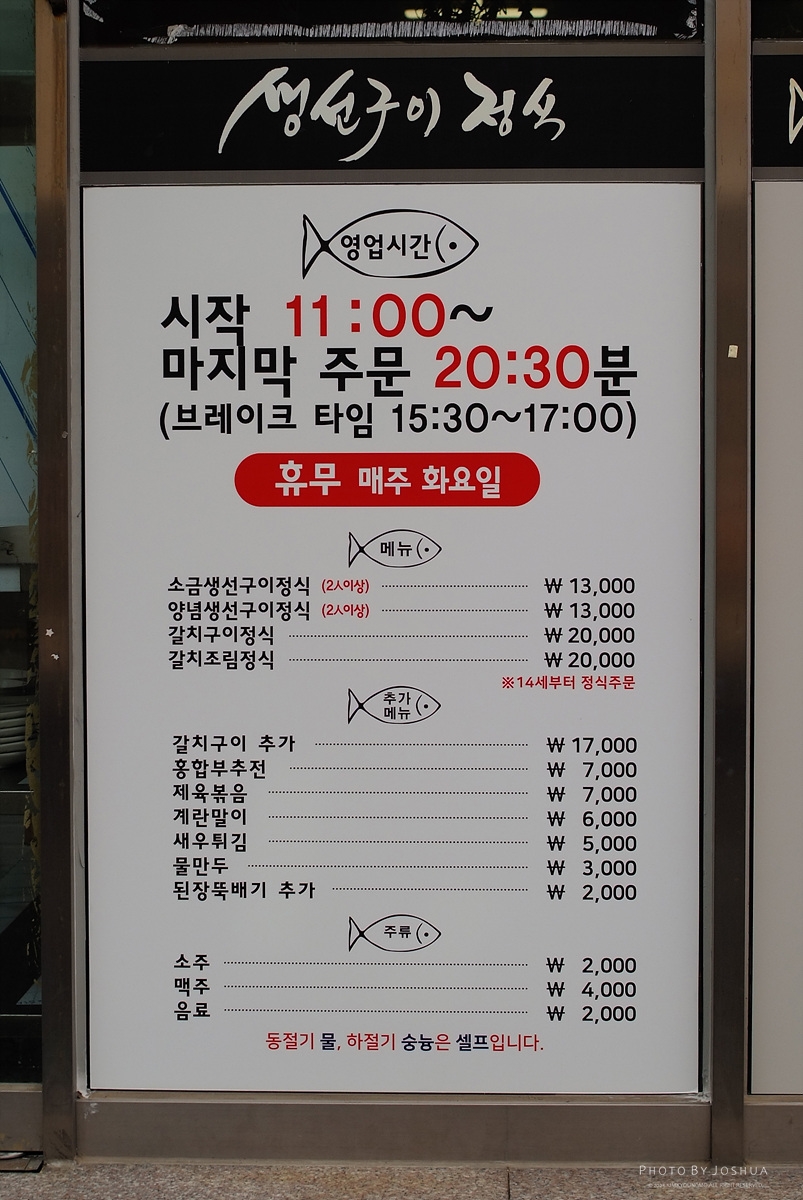 생선구이 정식
영업시간
시작 11:00~
마지막 주문 20:30분
(브레이크 타임 15:30~17:00)
휴무 매주 화요일
메뉴
소금생선구이정식 (2人이상) ₩ 13,000
양념생선구이정식 (2人이상) ₩ 13,000
갈치구이정식 ₩ 20,000
갈치조림정식 ₩ 20,000
※14세부터 정식주문
추가
메뉴
갈치구이 추가 ₩ 17,000
홍합부추전 ₩ 7,000
제육볶음 ₩ 7,000
계란말이 ₩ 6,000
새우튀김 ₩ 5,000
물만두 ₩ 3,000
된장뚝배기 추가 ₩ 2,000
주류
소주 ₩ 2,000
맥주 ₩ 4,000
음료 ₩ 2,000
동절기 물, 하절기 숭늉은 셀프입니다.
PHOTO BY JOSHUA